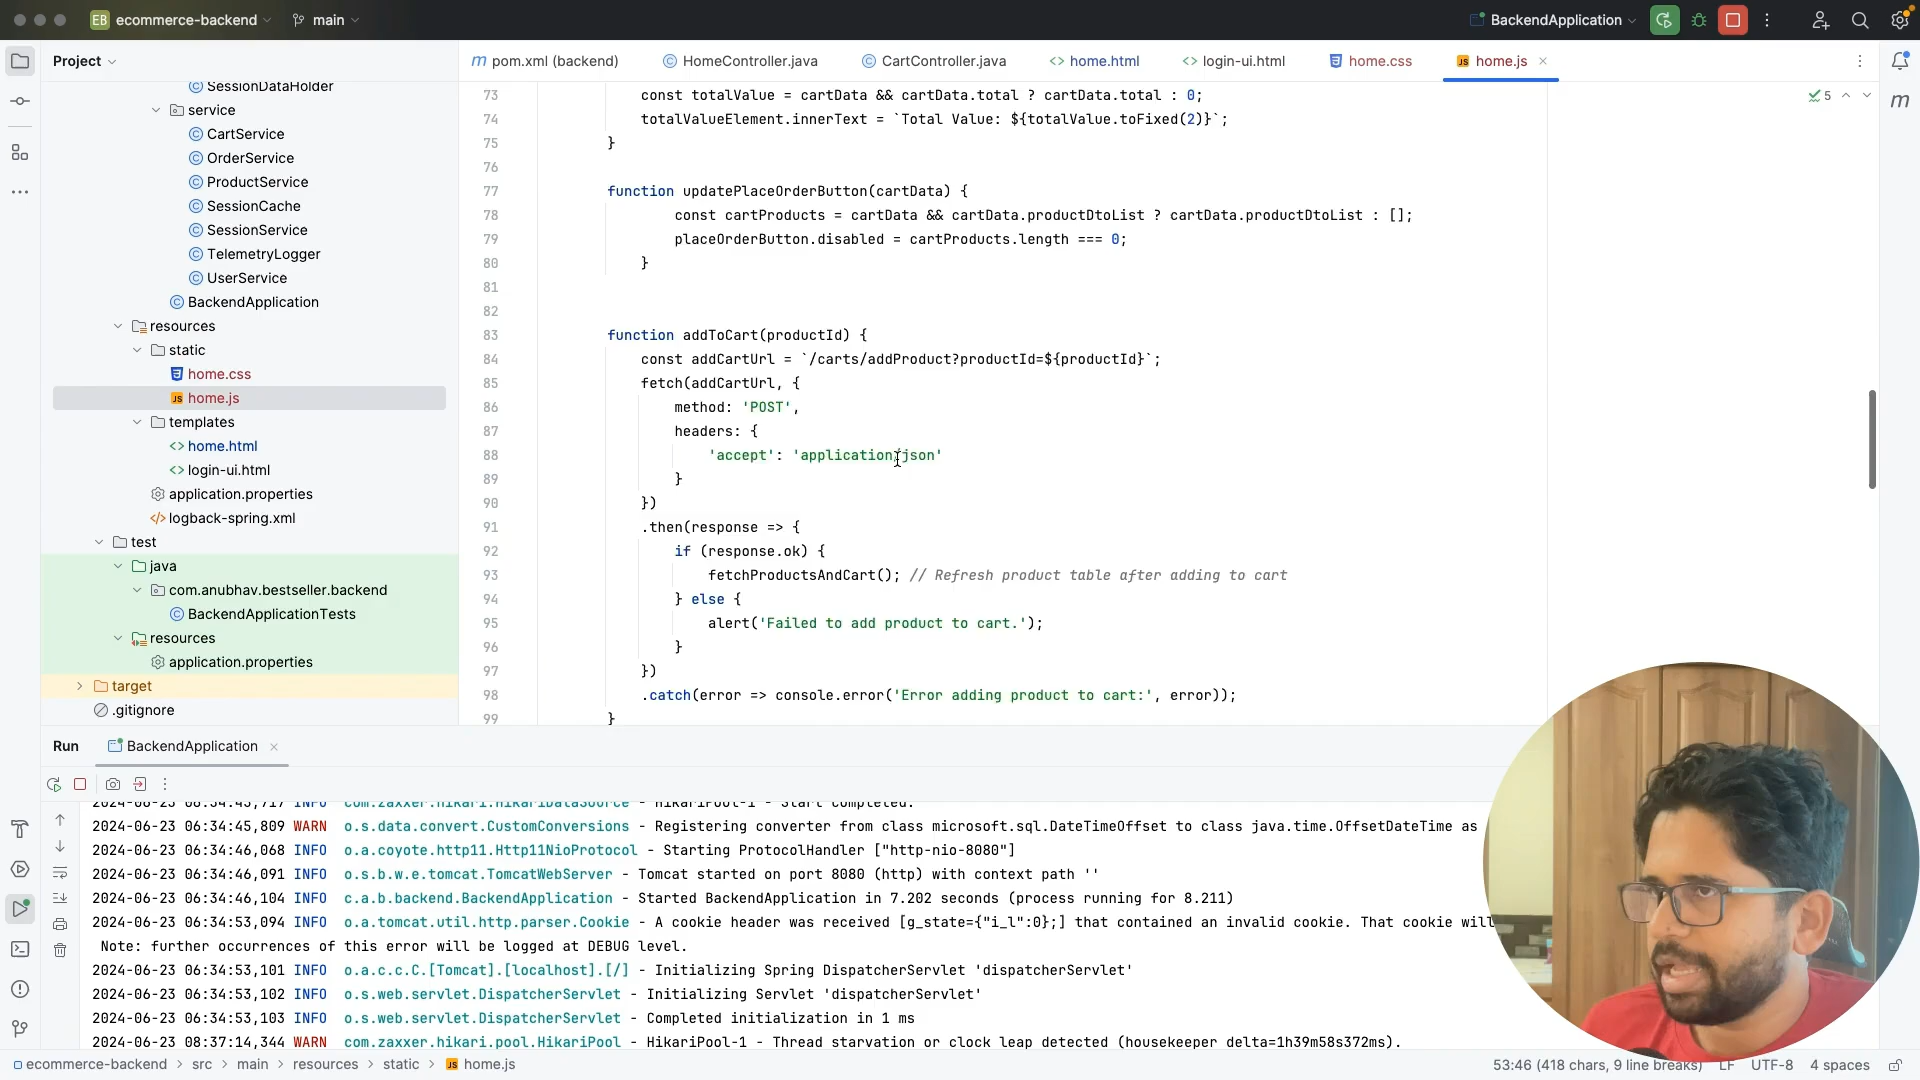 EB ecommerce-backend main BackendApplication
Project
pom.xml (backend) HomeController.java CartController.java home.html login-ui.html home.css home.js
SessionDataHolder
service
CartService
OrderService
ProductService
SessionCache
SessionService
TelemetryLogger
UserService
BackendApplication
resources
static
home.css
home.js
templates
home.html
login-ui.html
application.properties
logback-spring.xml
test
java
com.anubhav.bestseller.backend
BackendApplicationTests
resources
application.properties
target
.gitignore
5
73 const totalValue = cartData && cartData.total ? cartData.total : 0;
74 totalValueElement.innerText = `Total Value: ${totalValue.toFixed(2)}`;
75 }
76
77 function updatePlaceOrderButton(cartData) {
78 const cartProducts = cartData && cartData.productDtoList ? cartData.productDtoList : [];
79 placeOrderButton.disabled = cartProducts.length === 0;
80 }
81
82
83 function addToCart(productId) {
84 const addCartUrl = `/carts/addProduct?productId=${productId}`;
85 fetch(addCartUrl, {
86 method: 'POST',
87 headers: {
88 'accept': 'application/json'
89 }
90 })
91 .then(response => {
92 if (response.ok) {
93 fetchProductsAndCart(); // Refresh product table after adding to cart
94 } else {
95 alert('Failed to add product to cart.');
96 }
97 })
98 .catch(error => console.error('Error adding product to cart:', error));
99 }
Run BackendApplication
2024-06-23 06:34:45,717 INFO com.zaxxer.hikari.HikariDataSource - HikariPool-1 - Start completed.
2024-06-23 06:34:45,809 WARN o.s.data.convert.CustomConversions - Registering converter from class microsoft.sql.DateTimeOffset to class java.time.OffsetDateTime as
2024-06-23 06:34:46,068 INFO o.a.coyote.http11.Http11NioProtocol - Starting ProtocolHandler ["http-nio-8080"]
2024-06-23 06:34:46,091 INFO o.s.b.w.e.tomcat.TomcatWebServer - Tomcat started on port 8080 (http) with context path ''
2024-06-23 06:34:46,104 INFO c.a.b.backend.BackendApplication - Started BackendApplication in 7.202 seconds (process running for 8.211)
2024-06-23 06:34:53,094 INFO o.a.tomcat.util.http.parser.Cookie - A cookie header was received [g_state={"i_l":0};] that contained an invalid cookie. That cookie will
Note: further occurrences of this error will be logged at DEBUG level.
2024-06-23 06:34:53,101 INFO o.a.c.c.C.[Tomcat].[localhost].[/] - Initializing Spring DispatcherServlet 'dispatcherServlet'
2024-06-23 06:34:53,102 INFO o.s.web.servlet.DispatcherServlet - Initializing Servlet 'dispatcherServlet'
2024-06-23 06:34:53,103 INFO o.s.web.servlet.DispatcherServlet - Completed initialization in 1 ms
2024-06-23 08:37:14,344 WARN com.zaxxer.hikari.pool.HikariPool - HikariPool-1 - Thread starvation or clock leap detected (housekeeper delta=1h39m58s372ms).
ecommerce-backend > src > main > resources > static > home.js 53:46 (418 chars, 9 line breaks) LF UTF-8 4 spaces